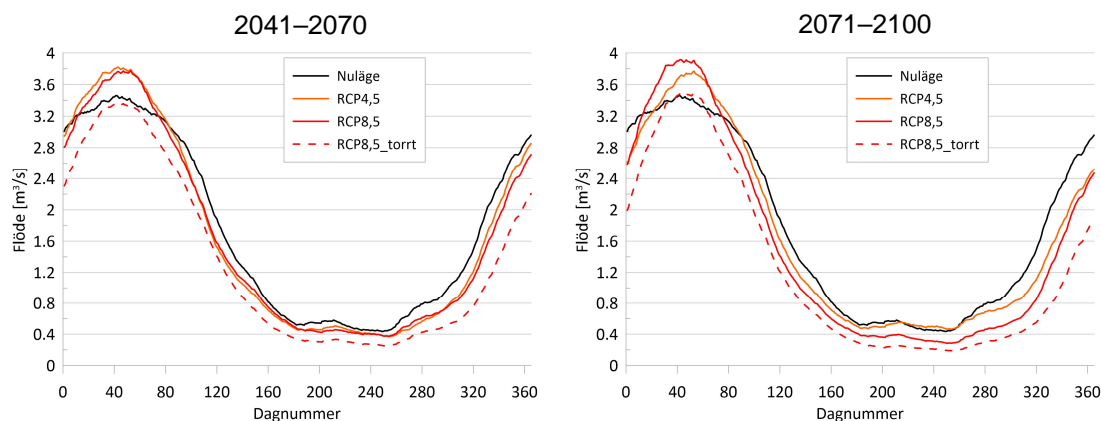 2041–2070
Flöde [m³/s]
4
3.6
3.2
2.8
2.4
2
1.6
1.2
0.8
0.4
0
Nuläge
RCP4,5
RCP8,5
RCP8,5_torrt
0 40 80 120 160 200 240 280 320 360
Dagnummer
2071–2100
Flöde [m³/s]
4
3.6
3.2
2.8
2.4
2
1.6
1.2
0.8
0.4
0
Nuläge
RCP4,5
RCP8,5
RCP8,5_torrt
0 40 80 120 160 200 240 280 320 360
Dagnummer